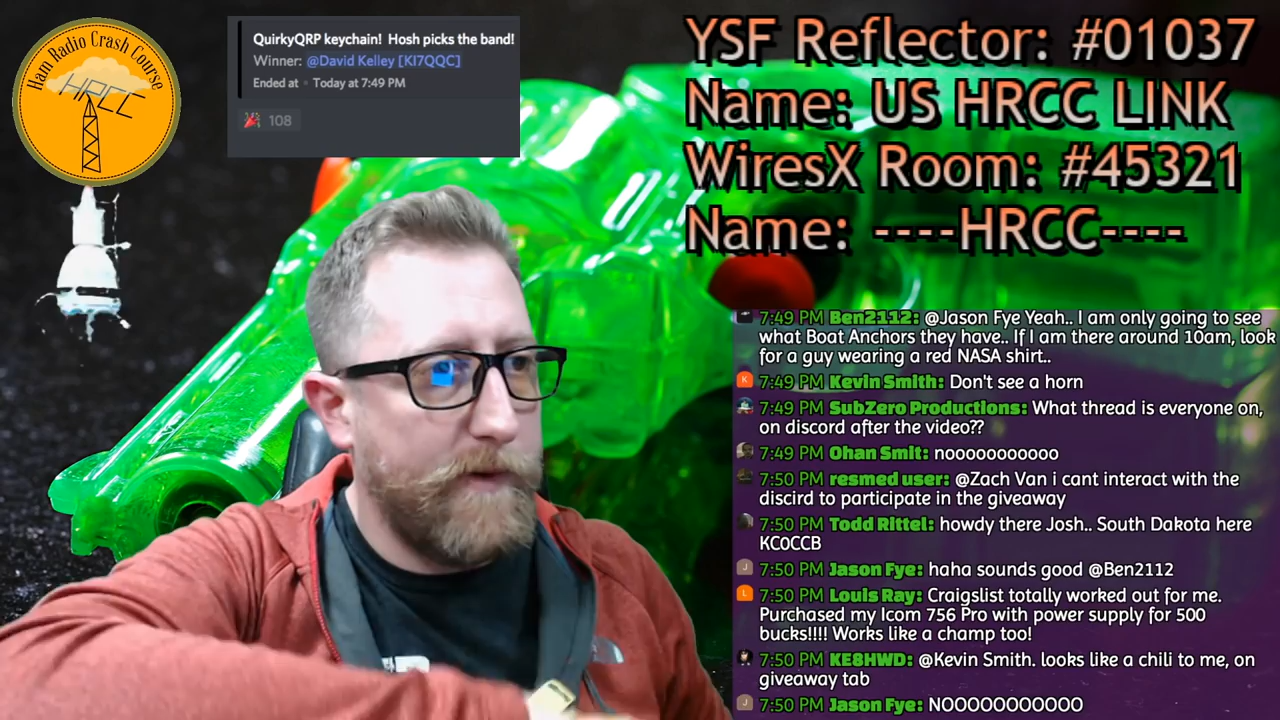 Ham Radio Crash Course
HRCC
QuirkyQRP keychain! Hosh picks the band!
Winner: @David Kelley [KI7QQC]
Ended at • Today at 7:49 PM
108
YSF Reflector: #01037
Name: US HRCC LINK
WiresX Room: #45321
Name: ----HRCC----
7:49 PM Ben2112: @Jason Fye Yeah.. I am only going to see
what Boat Anchors they have.. If I am there around 10am, look
for a guy wearing a red NASA shirt..
K 7:49 PM Kevin Smith: Don't see a horn
7:49 PM SubZero Productions: What thread is everyone on,
on discord after the video??
7:49 PM Ohan Smit: nooooooooooo
7:50 PM resmed user: @Zach Van i cant interact with the
discird to participate in the giveaway
7:50 PM Todd Rittel: howdy there Josh.. South Dakota here
KC0CCB
J 7:50 PM Jason Fye: haha sounds good @Ben2112
L 7:50 PM Louis Ray: Craigslist totally worked out for me.
Purchased my Icom 756 Pro with power supply for 500
bucks!!!! Works like a champ too!
7:50 PM KE8HWD: @Kevin Smith. looks like a chili to me, on
giveaway tab
J 7:50 PM Jason Fye: NOOOOOOOOOOO